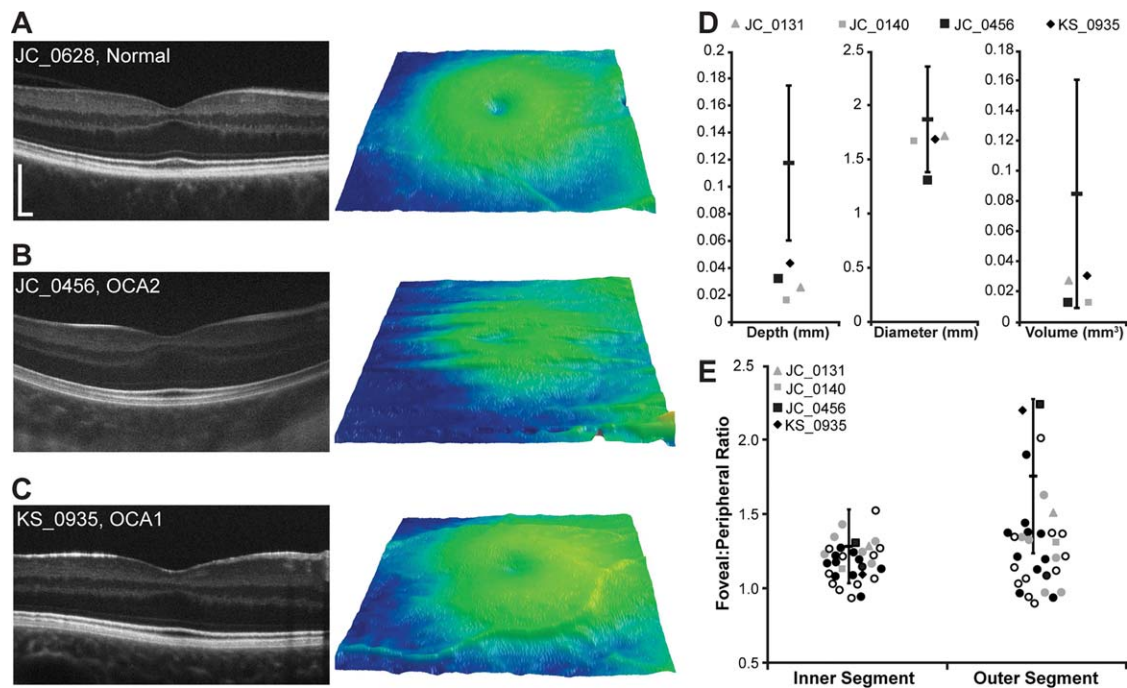 A
JC_0628, Normal
B
JC_0456, OCA2
C
KS_0935, OCA1
D
JC_0131 JC_0140 JC_0456 KS_0935
0.2
0.18
0.16
0.14
0.12
0.1
0.08
0.06
0.04
0.02
0
Depth (mm)
2.5
2
1.5
1
0.5
0
Diameter (mm)
0.18
0.16
0.14
0.12
0.1
0.08
0.06
0.04
0.02
0
Volume (mm³)
E
JC_0131
JC_0140
JC_0456
KS_0935
Foveal:Peripheral Ratio
2.5
2.0
1.5
1.0
0.5
Inner Segment Outer Segment